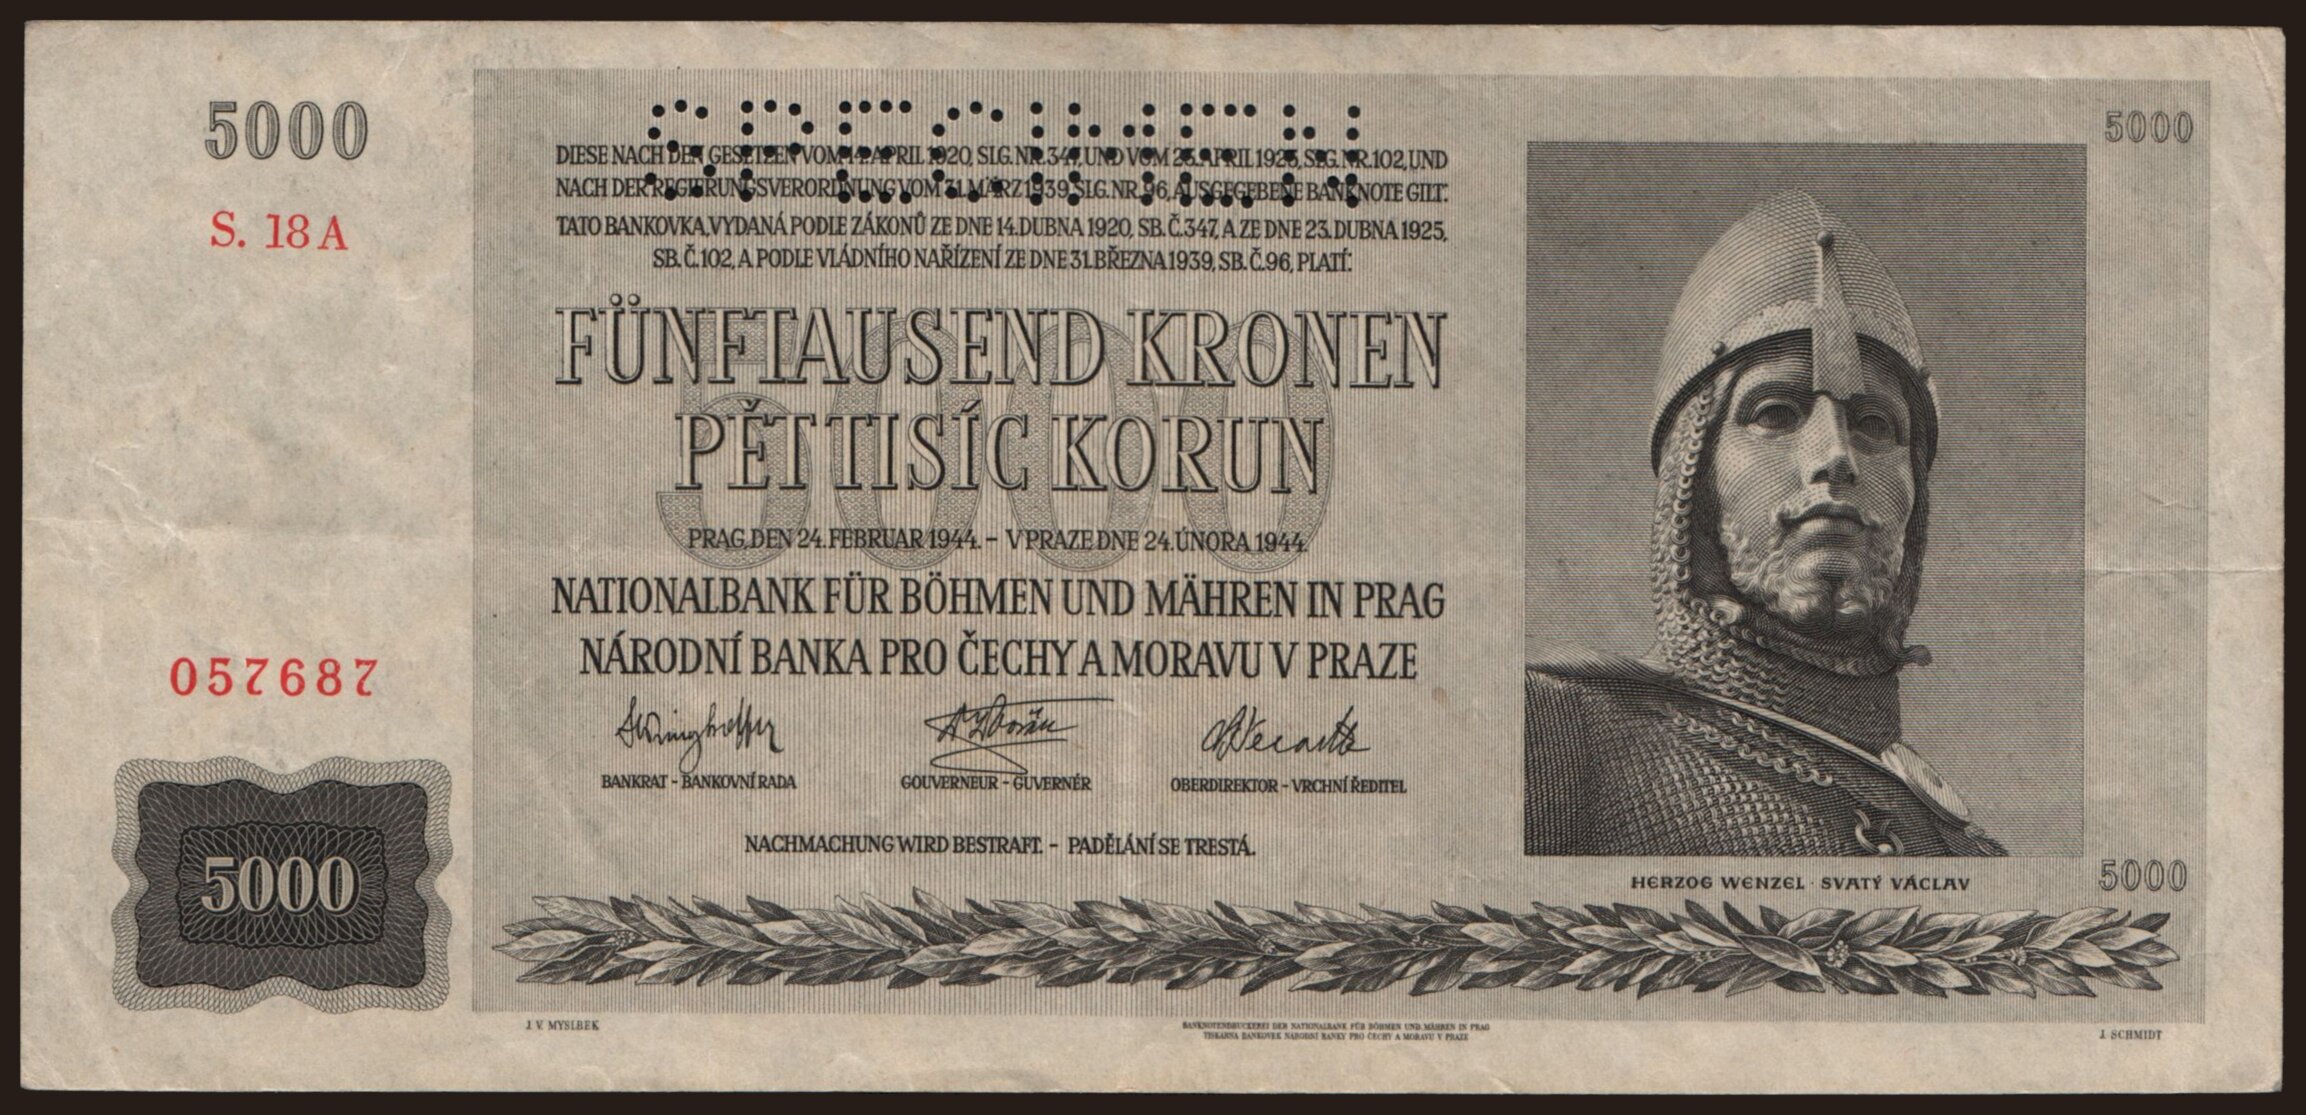 SPECIMEN
5000
5000
S. 18A
DIESE NACH DEN GESETZEN VOM 14. APRIL 1920, SLG. NR. 347, UND VOM 23. APRIL 1925, SLG. NR. 102, UND
NACH DER REGIERUNGSVERORDNUNG VOM 31. MÄRZ 1939, SLG. NR. 96, AUSGEGEBENE BANKNOTE GILT:
TATO BANKOVKA, VYDANÁ PODLE ZÁKONŮ ZE DNE 14. DUBNA 1920, SB. Č. 347, A ZE DNE 23. DUBNA 1925,
SB. Č. 102, A PODLE VLÁDNÍHO NAŘÍZENÍ ZE DNE 31. BŘEZNA 1939, SB. Č. 96, PLATÍ:
5000
FÜNFTAUSEND KRONEN
PĚT TISÍC KORUN
PRAG, DEN 24. FEBRUAR 1944. – V PRAZE DNE 24. ÚNORA 1944.
NATIONALBANK FÜR BÖHMEN UND MÄHREN IN PRAG
NÁRODNÍ BANKA PRO ČECHY A MORAVU V PRAZE
057687
BANKRAT – BANKOVNÍ RADA
GOUVERNEUR – GUVERNÉR
OBERDIREKTOR – VRCHNÍ ŘEDITEL
NACHMACHUNG WIRD BESTRAFT. – PADĚLÁNÍ SE TRESTÁ.
5000
HERZOG WENZEL · SVATÝ VÁCLAV
5000
J. V. MYSLBEK
BANKNOTENDRUCKEREI DER NATIONALBANK FÜR BÖHMEN UND MÄHREN IN PRAG
TISKÁRNA BANKOVEK NÁRODNÍ BANKY PRO ČECHY A MORAVU V PRAZE
J. SCHMIDT